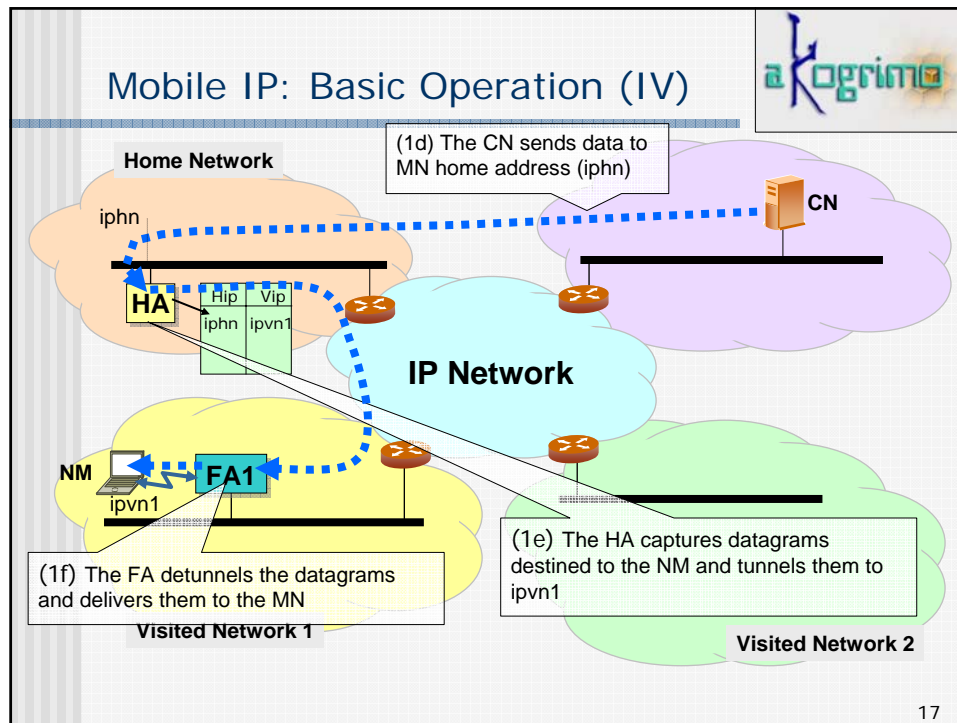 Mobile IP: Basic Operation (IV)
akogrimo
Home Network
(1d) The CN sends data to
MN home address (iphn)
CN
iphn
HA
Hip Vip
iphn ipvn1
IP Network
NM
FA1
ipvn1
(1e) The HA captures datagrams
destined to the NM and tunnels them to
ipvn1
(1f) The FA detunnels the datagrams
and delivers them to the MN
Visited Network 1
Visited Network 2
17